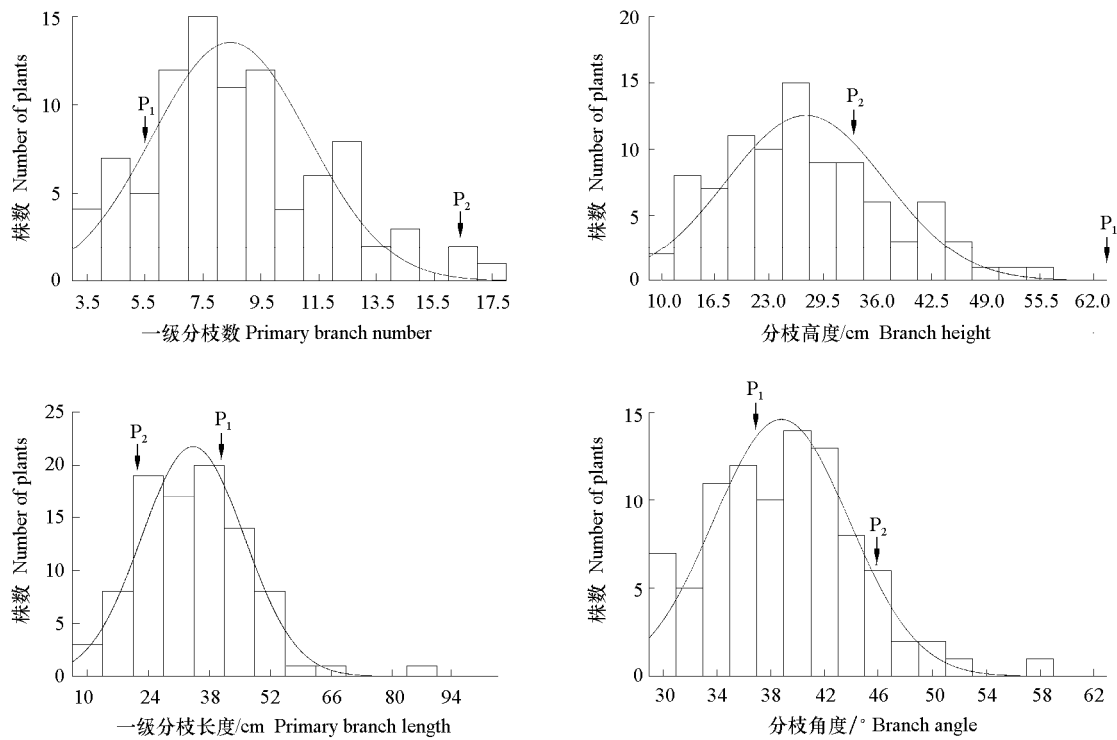 株数 Number of plants
15
10
5
0
P1
P2
3.5 5.5 7.5 9.5 11.5 13.5 15.5 17.5
一级分枝数 Primary branch number
株数 Number of plants
20
15
10
5
0
P2
P1
10.0 16.5 23.0 29.5 36.0 42.5 49.0 55.5 62.0
分枝高度/cm Branch height
株数 Number of plants
25
20
15
10
5
0
P2
P1
10 24 38 52 66 80 94
一级分枝长度/cm Primary branch length
株数 Number of plants
15
10
5
0
P1
P2
30 34 38 42 46 50 54 58 62
分枝角度/° Branch angle